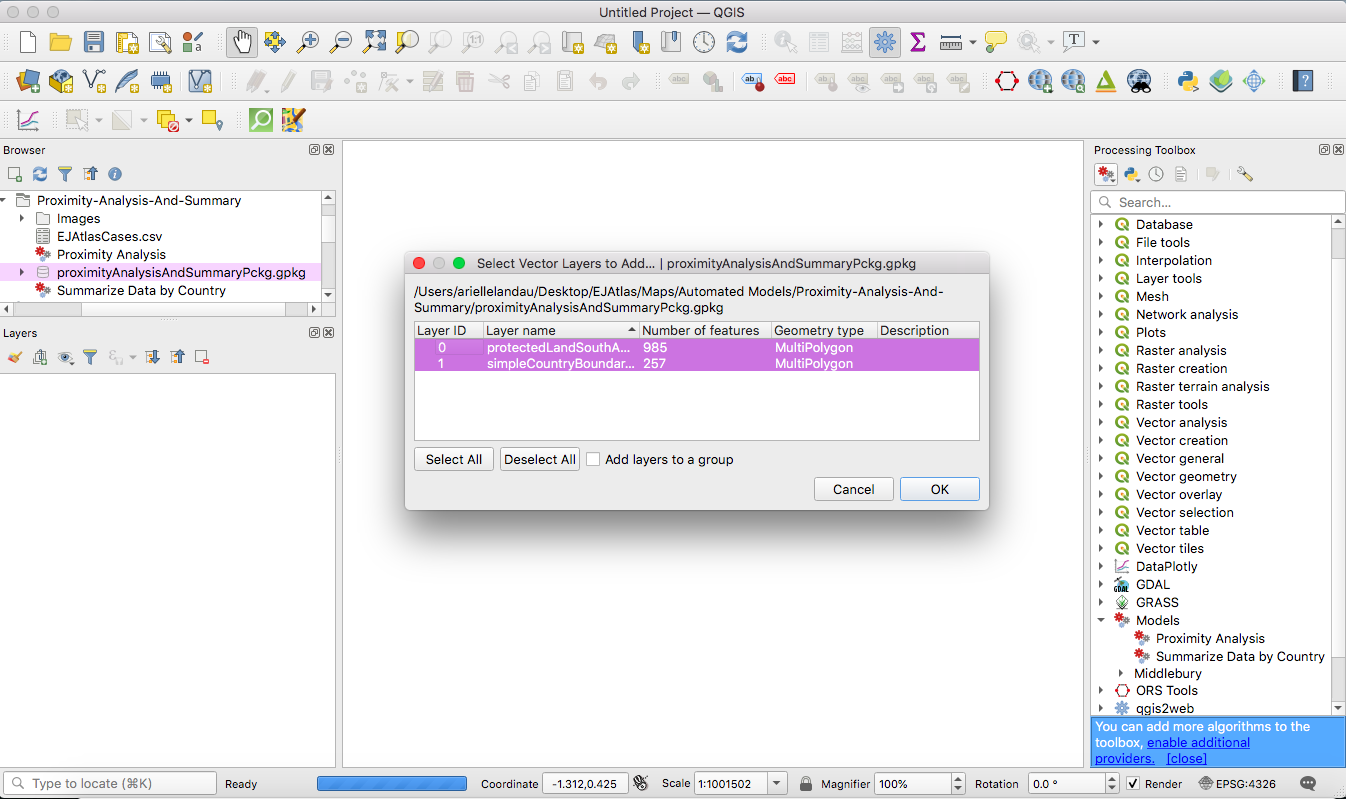 Untitled Project — QGIS
Browser
Proximity-Analysis-And-Summary
Images
EJAtlasCases.csv
Proximity Analysis
proximityAnalysisAndSummaryPckg.gpkg
Summarize Data by Country
Layers
Select Vector Layers to Add... | proximityAnalysisAndSummaryPckg.gpkg
/Users/ariellelandau/Desktop/EJAtlas/Maps/Automated Models/Proximity-Analysis-And-
Summary/proximityAnalysisAndSummaryPckg.gpkg
Layer ID Layer name Number of features Geometry type Description
0 protectedLandSouthA... 985 MultiPolygon
1 simpleCountryBoundar... 257 MultiPolygon
Select All Deselect All Add layers to a group
Cancel OK
Processing Toolbox
Search...
Database
File tools
Interpolation
Layer tools
Mesh
Network analysis
Plots
Raster analysis
Raster creation
Raster terrain analysis
Raster tools
Vector analysis
Vector creation
Vector general
Vector geometry
Vector overlay
Vector selection
Vector table
Vector tiles
DataPlotly
GDAL
GRASS
Models
Proximity Analysis
Summarize Data by Country
Middlebury
ORS Tools
qgis2web
You can add more algorithms to the
toolbox, enable additional
providers. [close]
Type to locate (⌘K) Ready Coordinate -1.312,0.425 Scale 1:1001502 Magnifier 100% Rotation 0.0 ° Render EPSG:4326